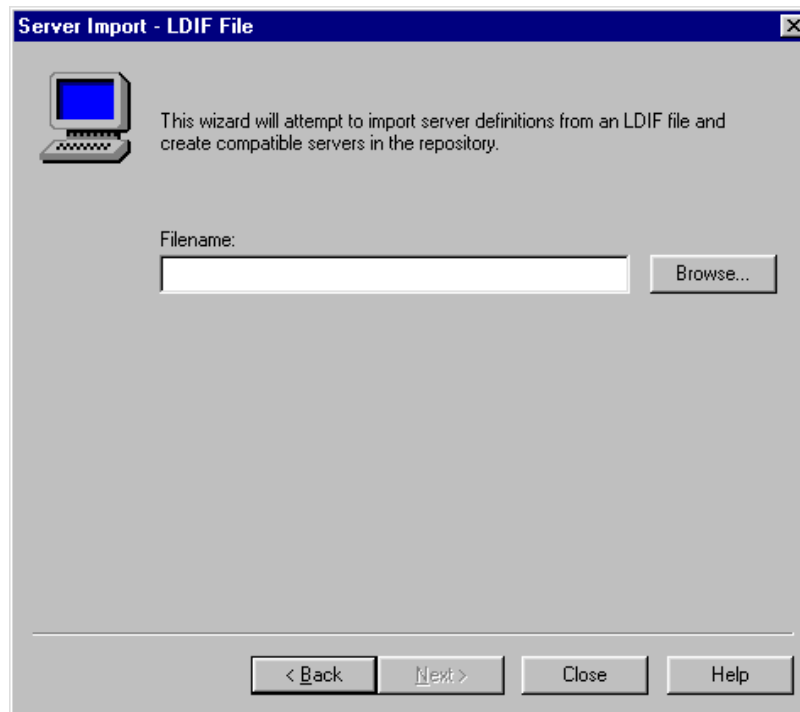 Server Import - LDIF File
This wizard will attempt to import server definitions from an LDIF file and
create compatible servers in the repository.
Filename:
Browse...
< Back
Next >
Close
Help